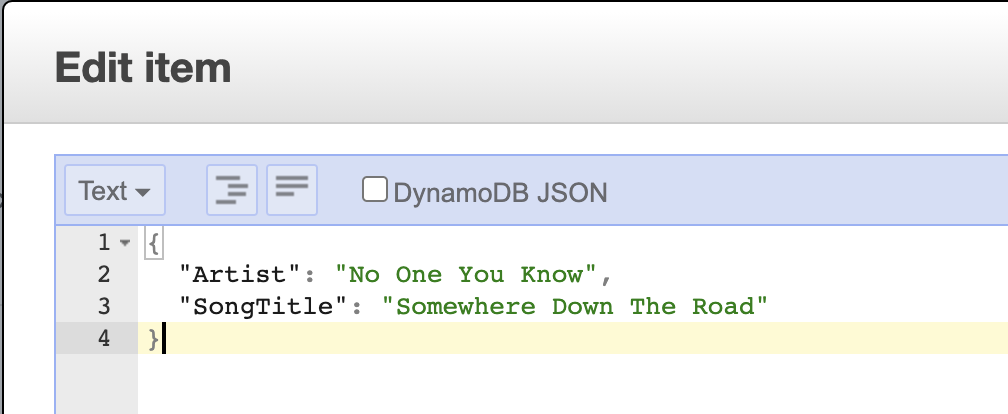 Edit item
Text DynamoDB JSON
1 {
2 "Artist": "No One You Know",
3 "SongTitle": "Somewhere Down The Road"
4 }